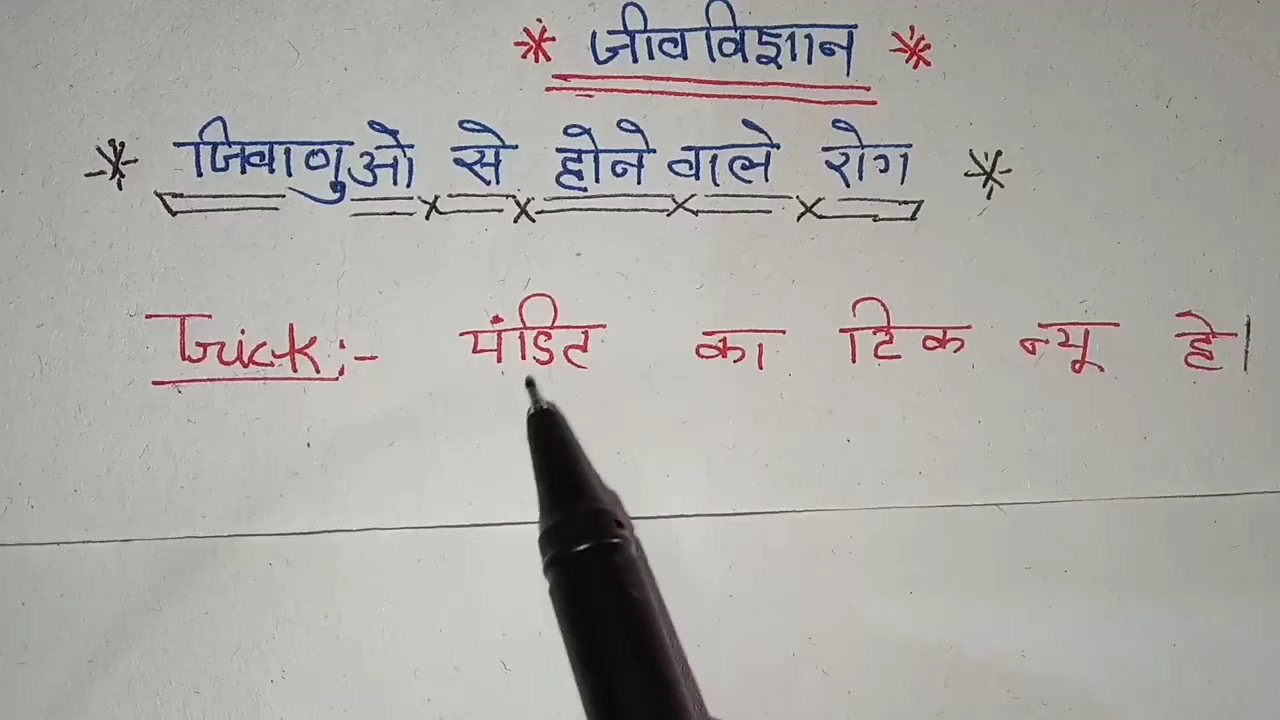 * जीवविज्ञान *
* जिवाणुओ से होने वाले रोग *
Trick:- पंडित का टिक न्यू है।